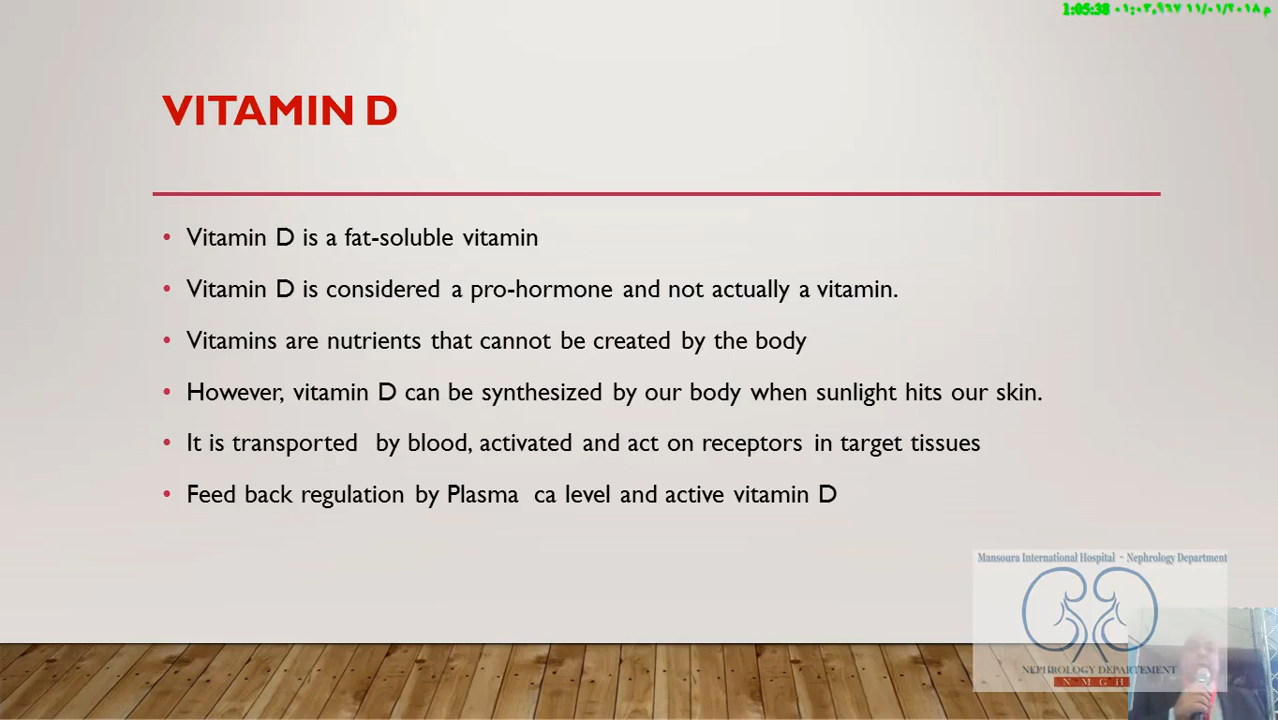 1:05:38
VITAMIN D
• Vitamin D is a fat-soluble vitamin
• Vitamin D is considered a pro-hormone and not actually a vitamin.
• Vitamins are nutrients that cannot be created by the body
• However, vitamin D can be synthesized by our body when sunlight hits our skin.
• It is transported by blood, activated and act on receptors in target tissues
• Feed back regulation by Plasma ca level and active vitamin D
Mansoura International Hospital - Nephrology Department
NEPHROLOGY DEPARTEMENT
N M G H